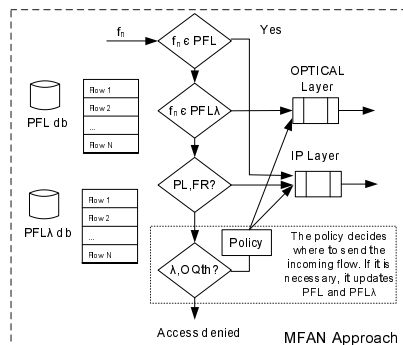 fn
Yes
fn є PFL
OPTICAL
Layer
PFL db
Flow 1
Flow 2
...
Flow N
fn є PFLλ
IP Layer
PL,FR?
PFLλ db
Flow 1
Flow 2
...
Flow N
Policy
The policy decides
where to send the
incoming flow. If it is
necessary, it updates
PFL and PFLλ
λ,OQth?
Access denied
MFAN Approach